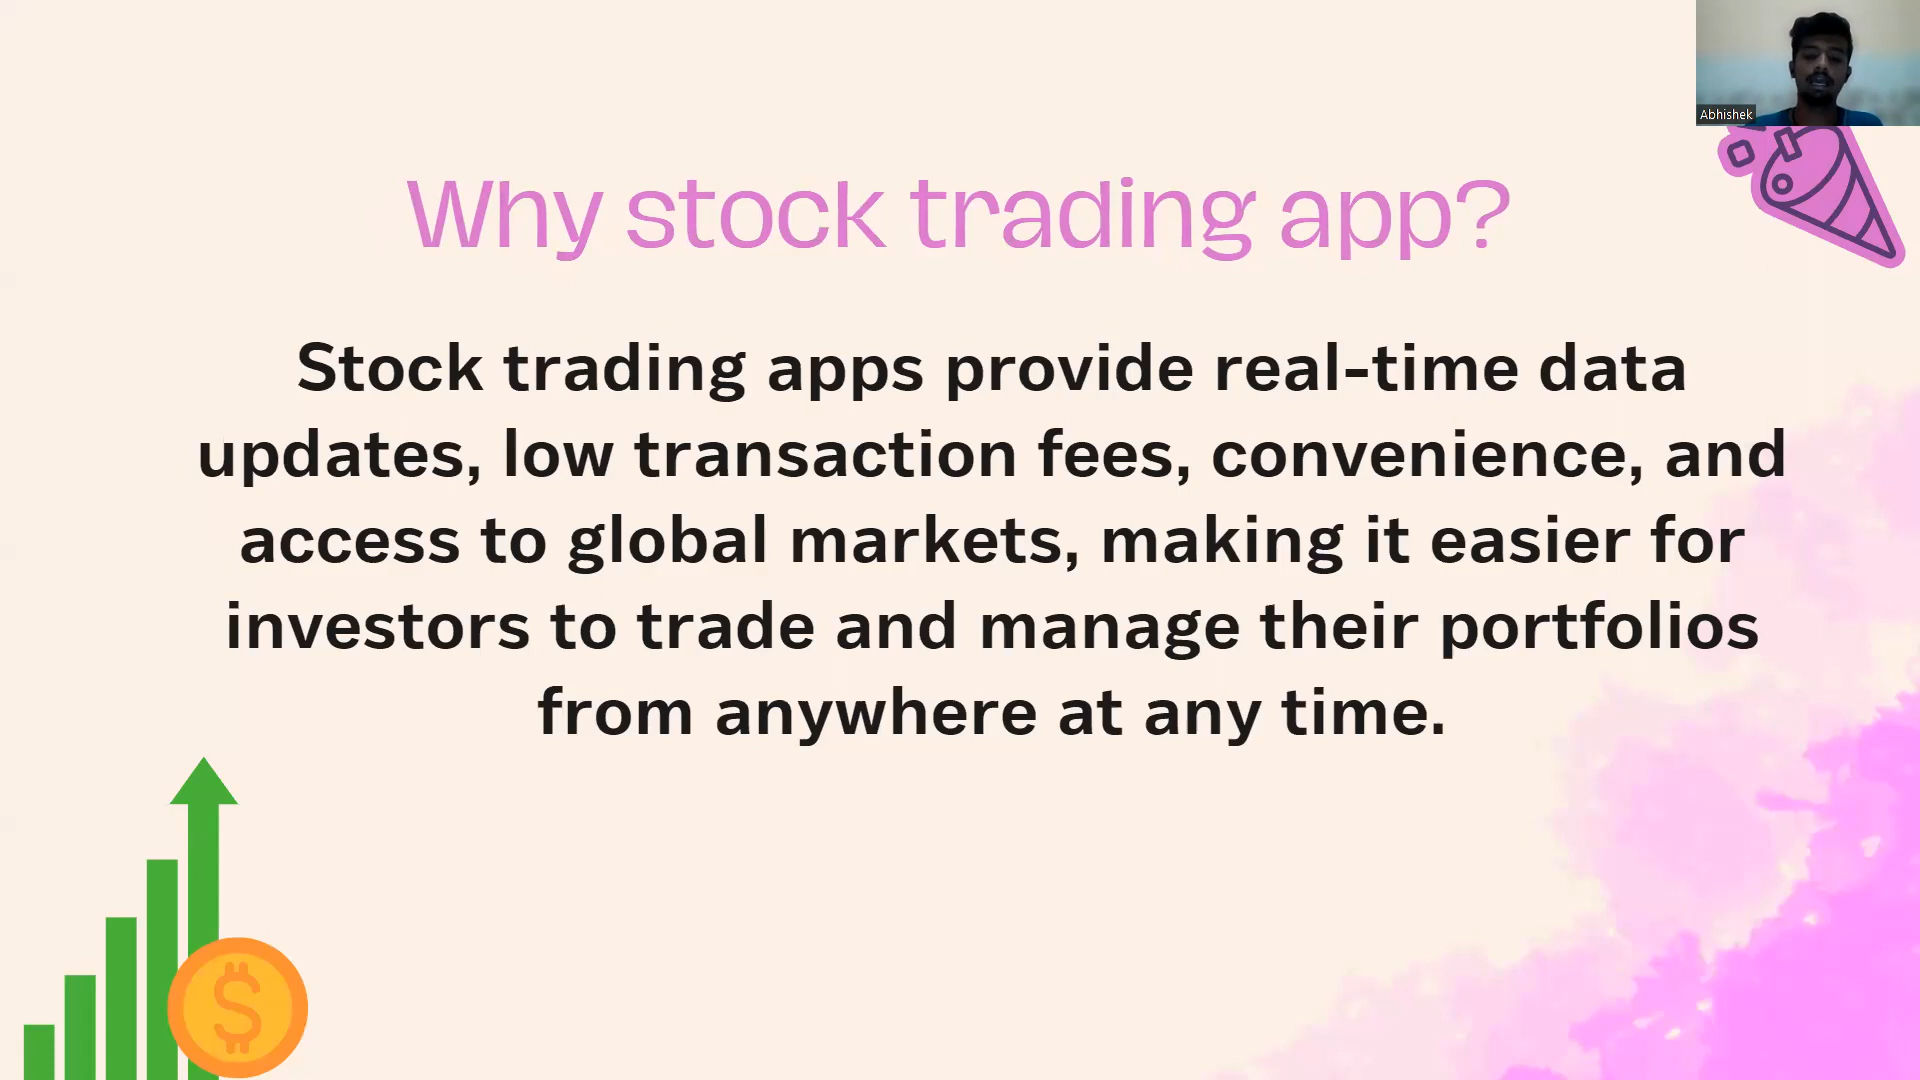 Abhishek
Why stock trading app?
Stock trading apps provide real-time data
updates, low transaction fees, convenience, and
access to global markets, making it easier for
investors to trade and manage their portfolios
from anywhere at any time.
$